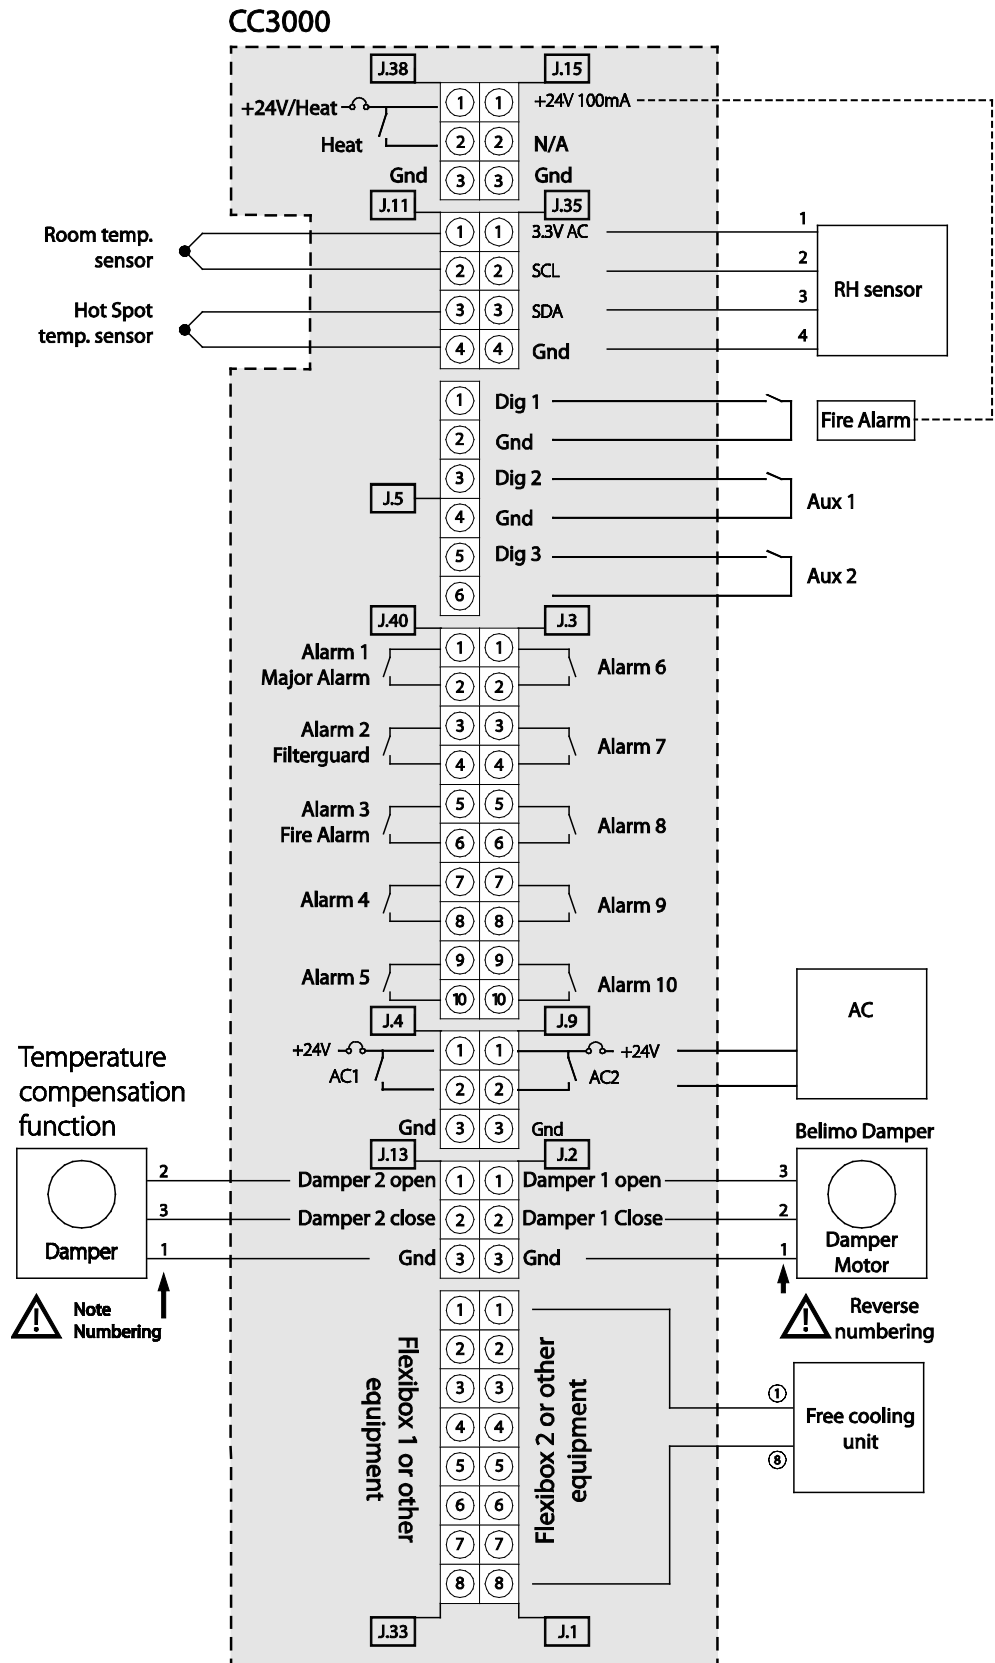 CC3000
J.38
J.15
+24V/Heat
1
1
+24V 100mA
Heat
2
2
N/A
Gnd
3
3
Gnd
J.11
J.35
Room temp.
sensor
1
1
3.3V AC
1
2
2
SCL
2
RH sensor
Hot Spot
temp. sensor
3
3
SDA
3
4
4
Gnd
4
1
Dig 1
Fire Alarm
2
Gnd
3
Dig 2
J.5
Aux 1
4
Gnd
5
Dig 3
Aux 2
6
J.40
J.3
Alarm 1
Major Alarm
1
1
Alarm 6
2
2
Alarm 2
Filterguard
3
3
Alarm 7
4
4
Alarm 3
Fire Alarm
5
5
Alarm 8
6
6
Alarm 4
7
7
Alarm 9
8
8
Alarm 5
9
9
Alarm 10
10
10
J.4
J.9
AC
+24V
1
1
+24V
AC1
2
2
AC2
Gnd
3
3
Gnd
Temperature
compensation
function
J.13
J.2
Belimo Damper
2
Damper 2 open
1
1
Damper 1 open
3
3
Damper 2 close
2
2
Damper 1 Close
2
Damper
1
Gnd
3
3
Gnd
1
Damper
Motor
!
Note
Numbering
!
Reverse
numbering
1
1
2
2
3
3
4
4
5
5
6
6
7
7
8
8
Flexibox 1 or other
equipment
Flexibox 2 or other
equipment
1
Free cooling
unit
8
J.33
J.1